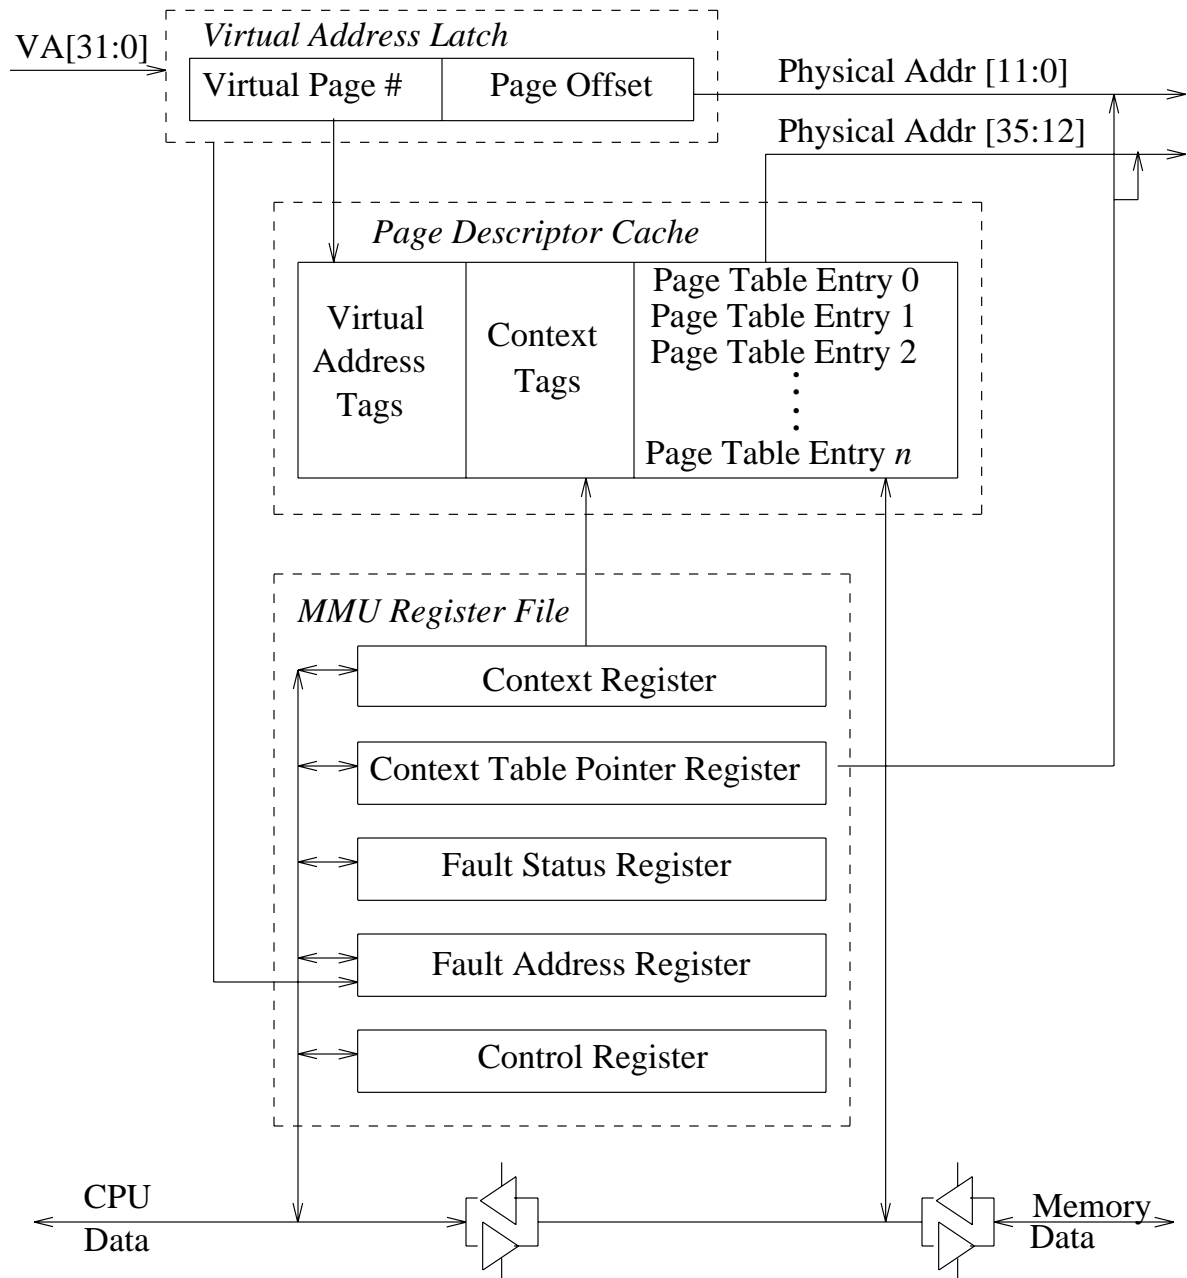 Virtual Address Latch
VA[31:0]
Virtual Page #
Page Offset
Physical Addr [11:0]
Physical Addr [35:12]
Page Descriptor Cache
Virtual
Address
Tags
Context
Tags
Page Table Entry 0
Page Table Entry 1
Page Table Entry 2
Page Table Entry n
MMU Register File
Context Register
Context Table Pointer Register
Fault Status Register
Fault Address Register
Control Register
CPU
Data
Memory
Data